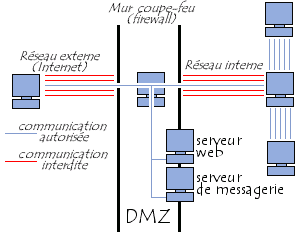 Mur coupe-feu
(firewall)
Réseau externe
(Internet)
Réseau interne
communication
autorisée
communication
interdite
serveur
web
serveur
de messagerie
DMZ